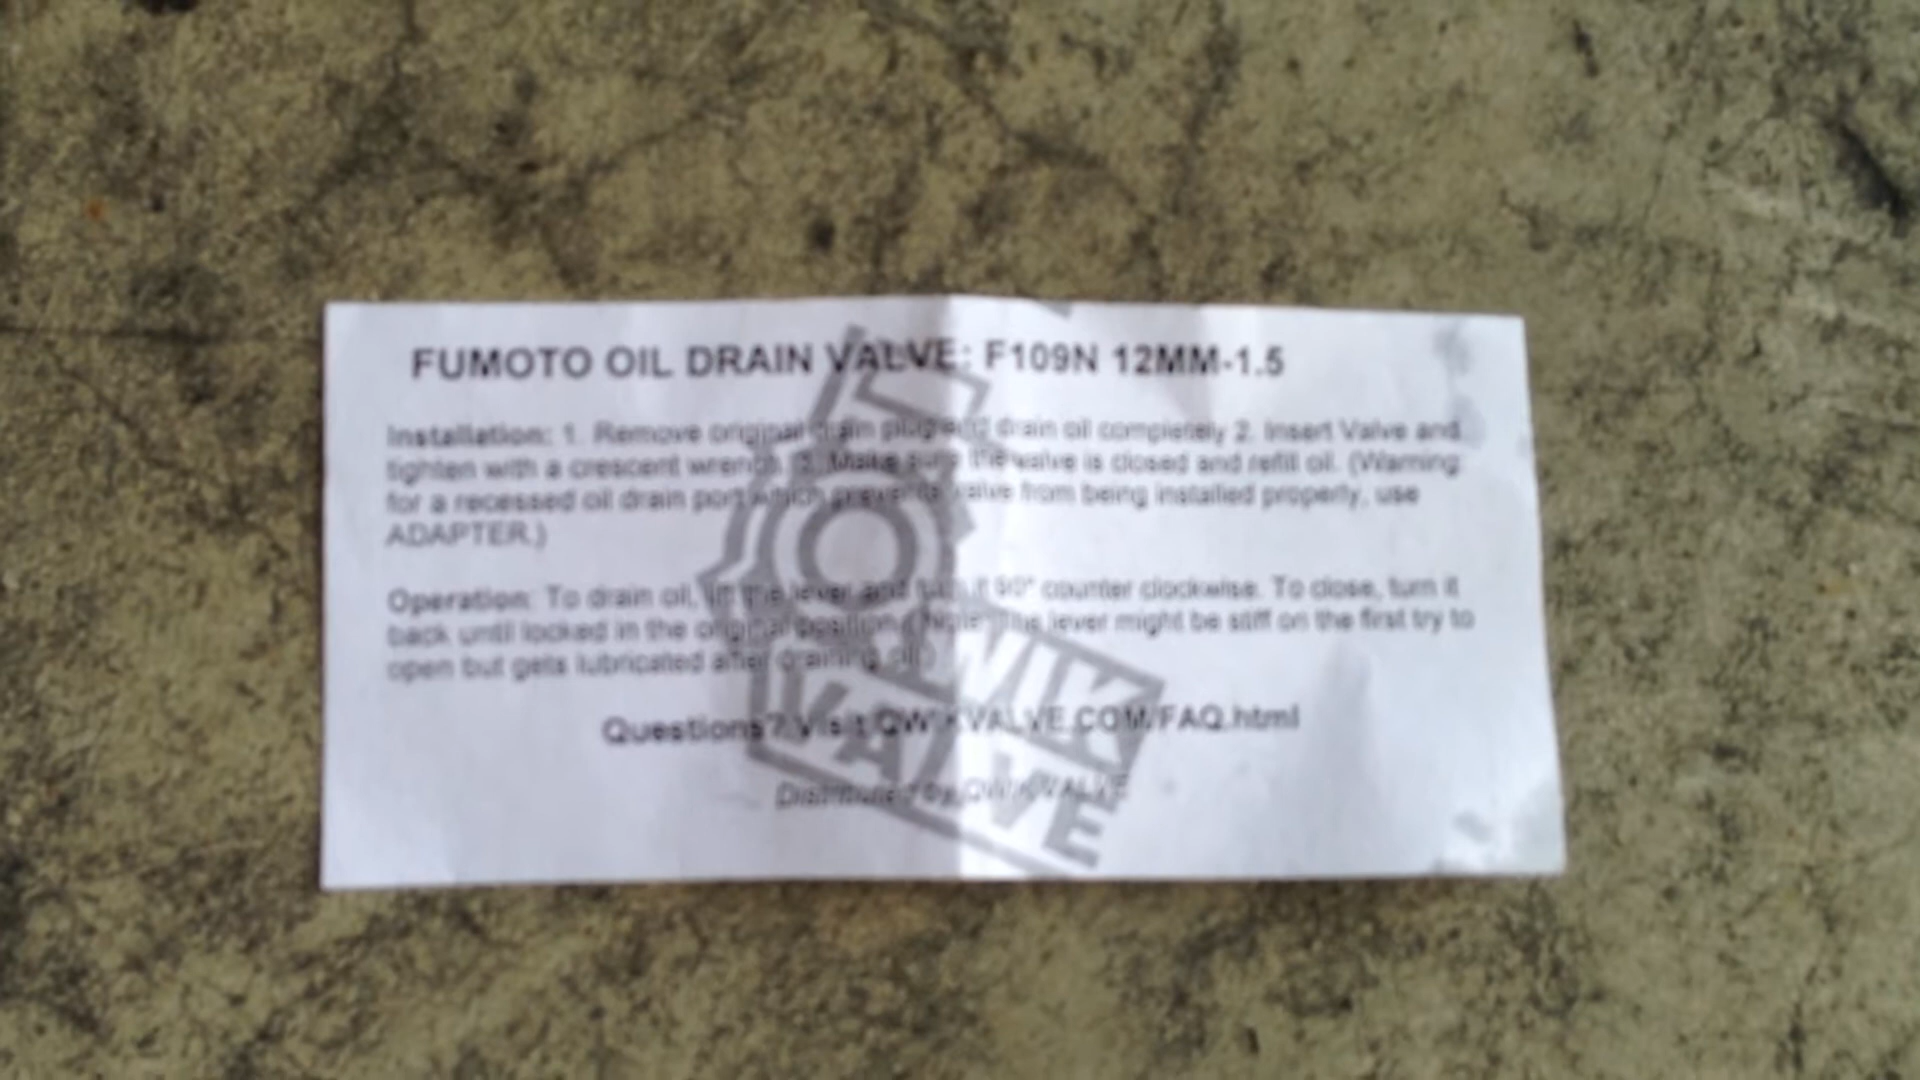 FUMOTO OIL DRAIN VALVE: F109N 12MM-1.5
Installation: 1. Remove original drain plug and drain oil completely 2. Insert Valve and
tighten with a crescent wrench. 3. Make sure the valve is closed and refill oil. (Warning
for a recessed oil drain port which prevents valve from being installed properly, use
ADAPTER.)
Operation: To drain oil, lift the lever and turn it 90° counter clockwise. To close, turn it
back until locked in the original position. (Note: The lever might be stiff on the first try to
open but gets lubricated after draining oil.)
Questions? Visit QWIKVALVE.COM/FAQ.html
Distributed by QWIKVALVE
QWIK
VALVE